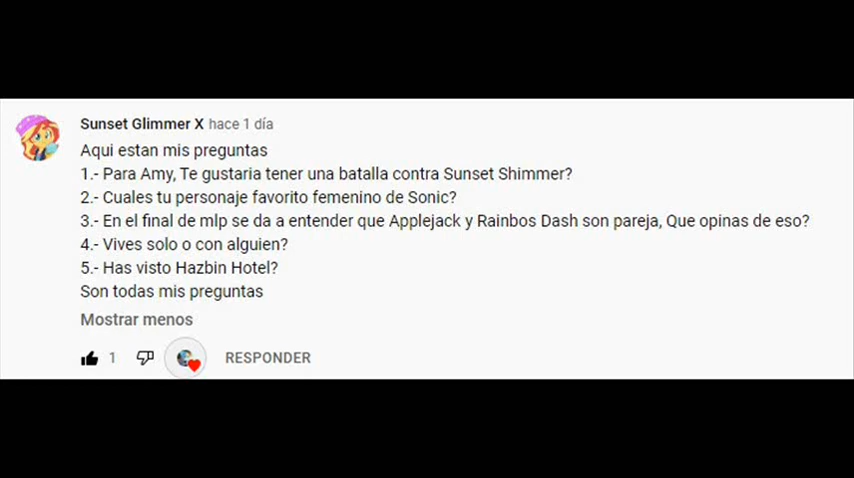 Sunset Glimmer X hace 1 día
Aqui estan mis preguntas
1.- Para Amy, Te gustaria tener una batalla contra Sunset Shimmer?
2.- Cuales tu personaje favorito femenino de Sonic?
3.- En el final de mlp se da a entender que Applejack y Rainbos Dash son pareja, Que opinas de eso?
4.- Vives solo o con alguien?
5.- Has visto Hazbin Hotel?
Son todas mis preguntas
Mostrar menos
1 RESPONDER